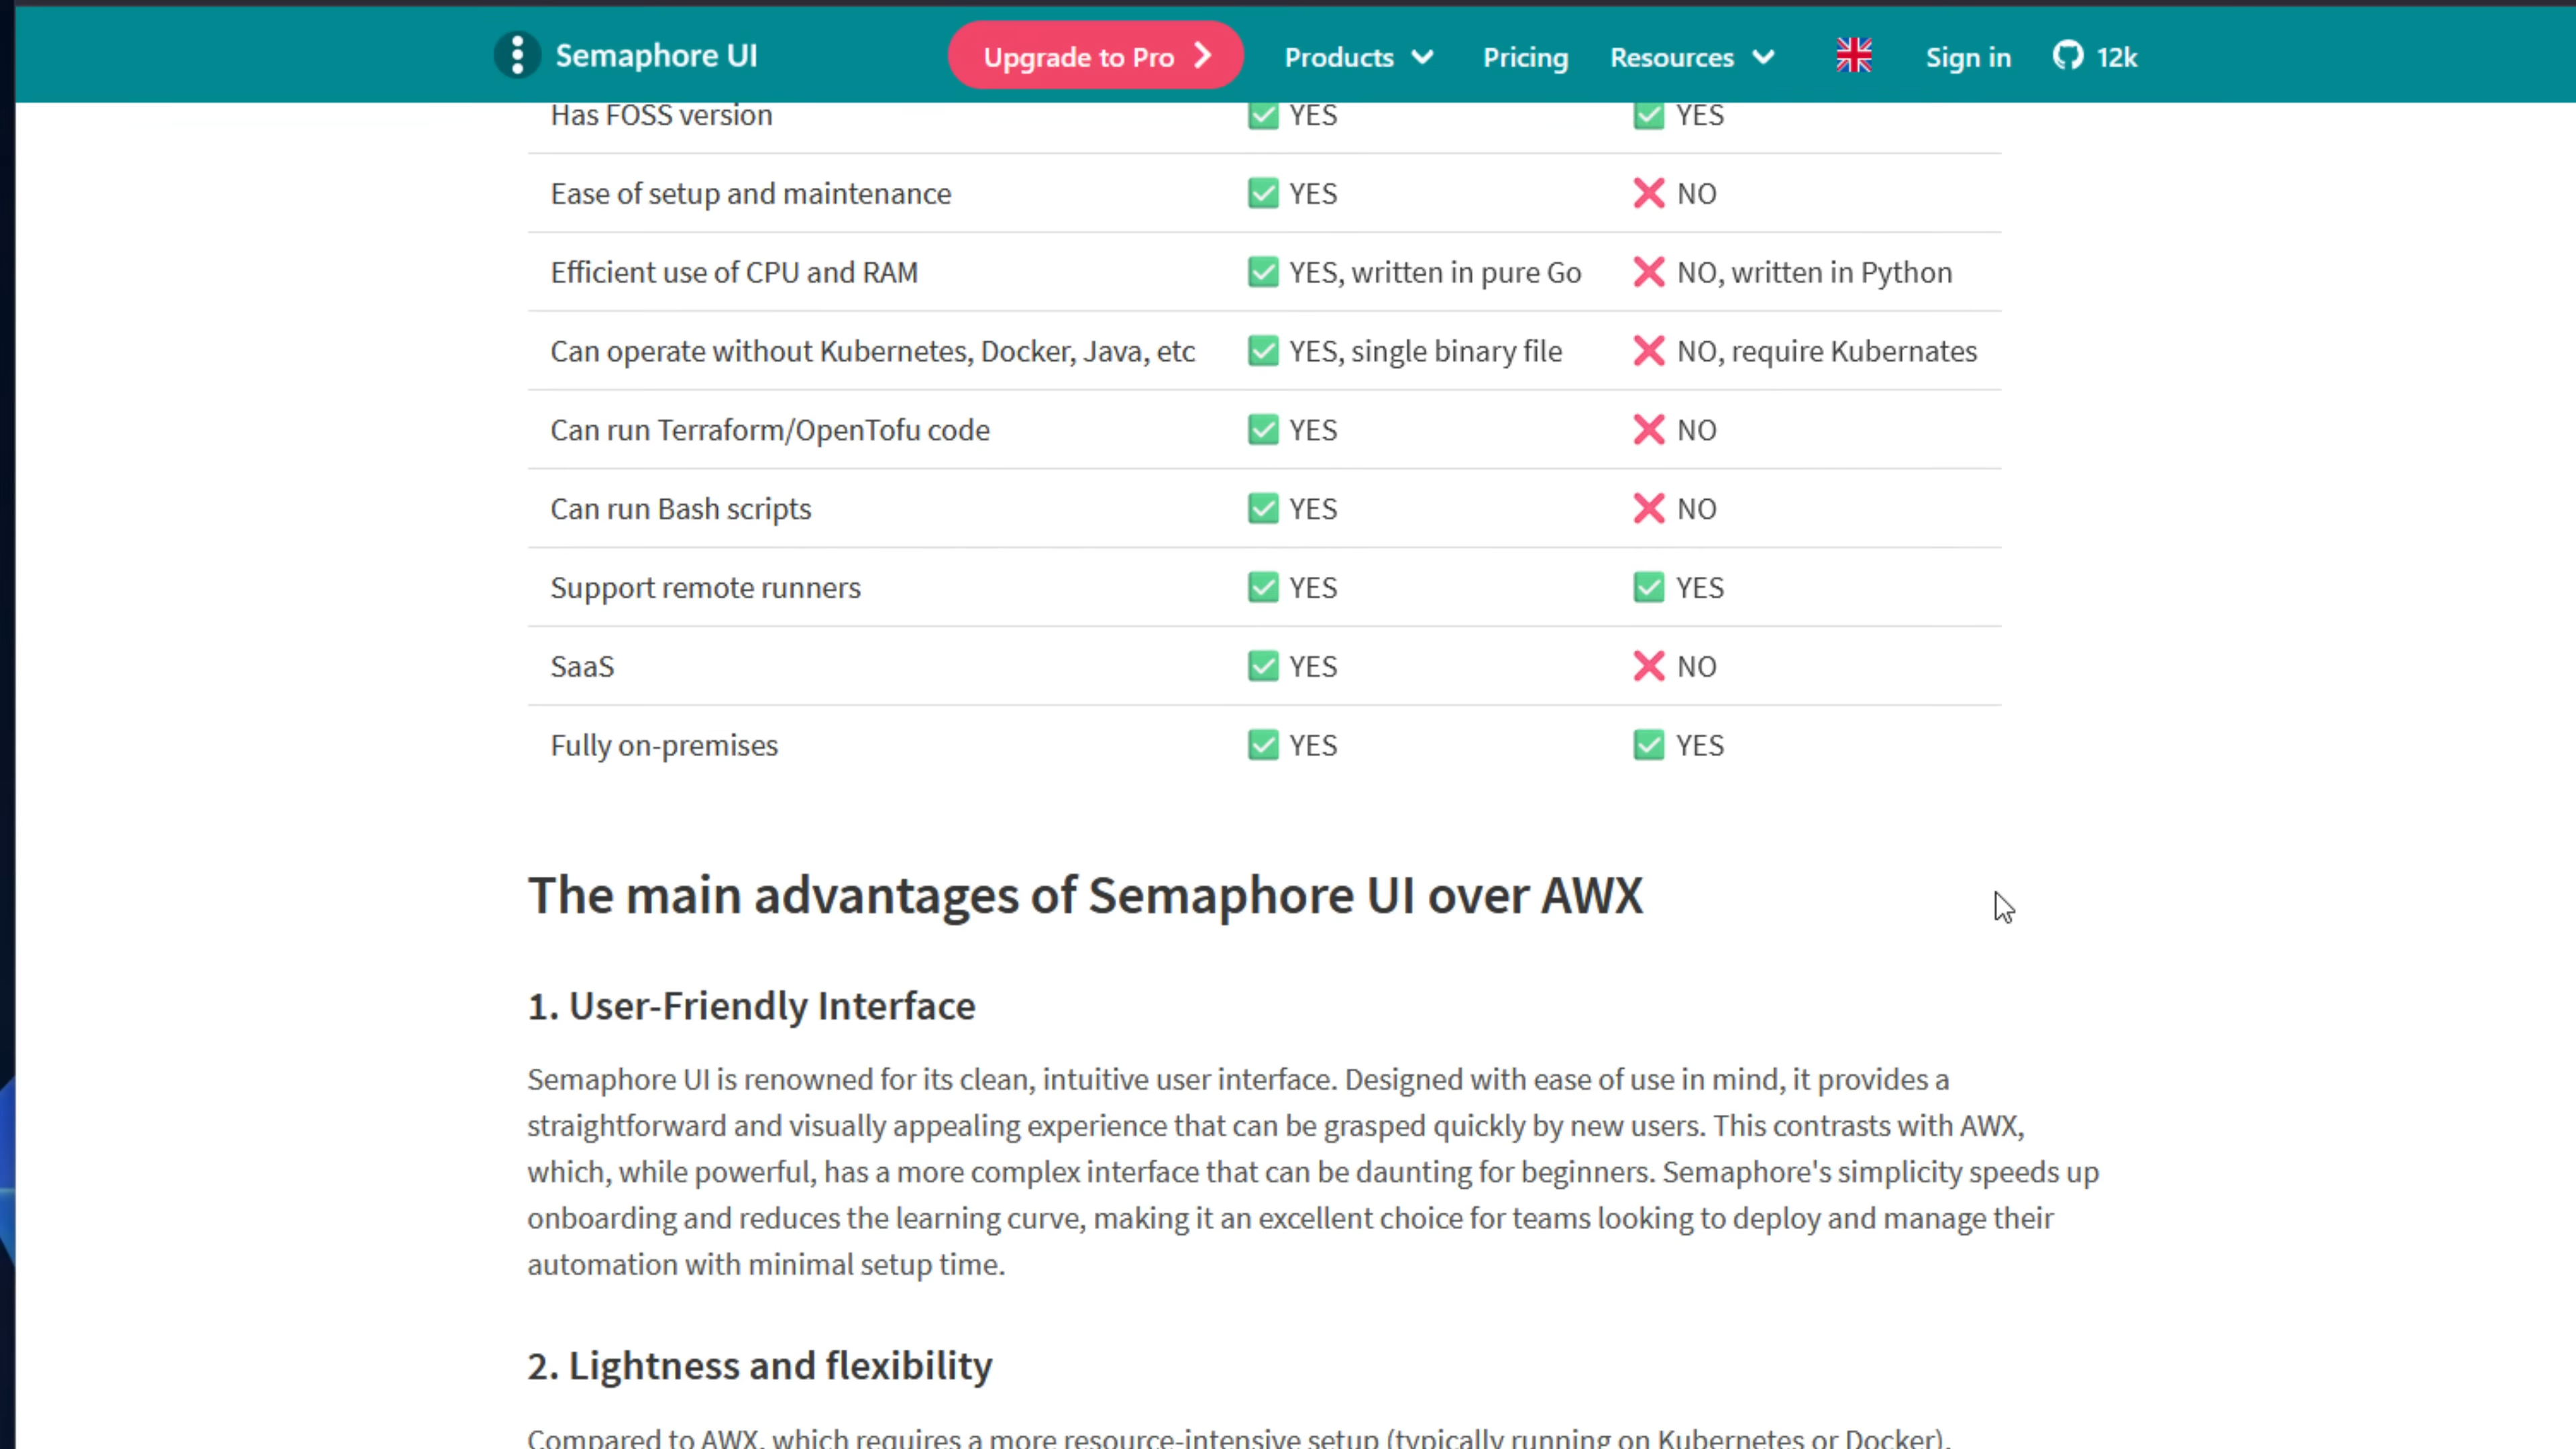 Semaphore UI
Upgrade to Pro
Products
Pricing
Resources
Sign in
12k
Has FOSS version YES YES
Ease of setup and maintenance YES NO
Efficient use of CPU and RAM YES, written in pure Go NO, written in Python
Can operate without Kubernetes, Docker, Java, etc YES, single binary file NO, require Kubernates
Can run Terraform/OpenTofu code YES NO
Can run Bash scripts YES NO
Support remote runners YES YES
SaaS YES NO
Fully on-premises YES YES
The main advantages of Semaphore UI over AWX
1. User-Friendly Interface
Semaphore UI is renowned for its clean, intuitive user interface. Designed with ease of use in mind, it provides a
straightforward and visually appealing experience that can be grasped quickly by new users. This contrasts with AWX,
which, while powerful, has a more complex interface that can be daunting for beginners. Semaphore's simplicity speeds up
onboarding and reduces the learning curve, making it an excellent choice for teams looking to deploy and manage their
automation with minimal setup time.
2. Lightness and flexibility
Compared to AWX, which requires a more resource-intensive setup (typically running on Kubernetes or Docker),